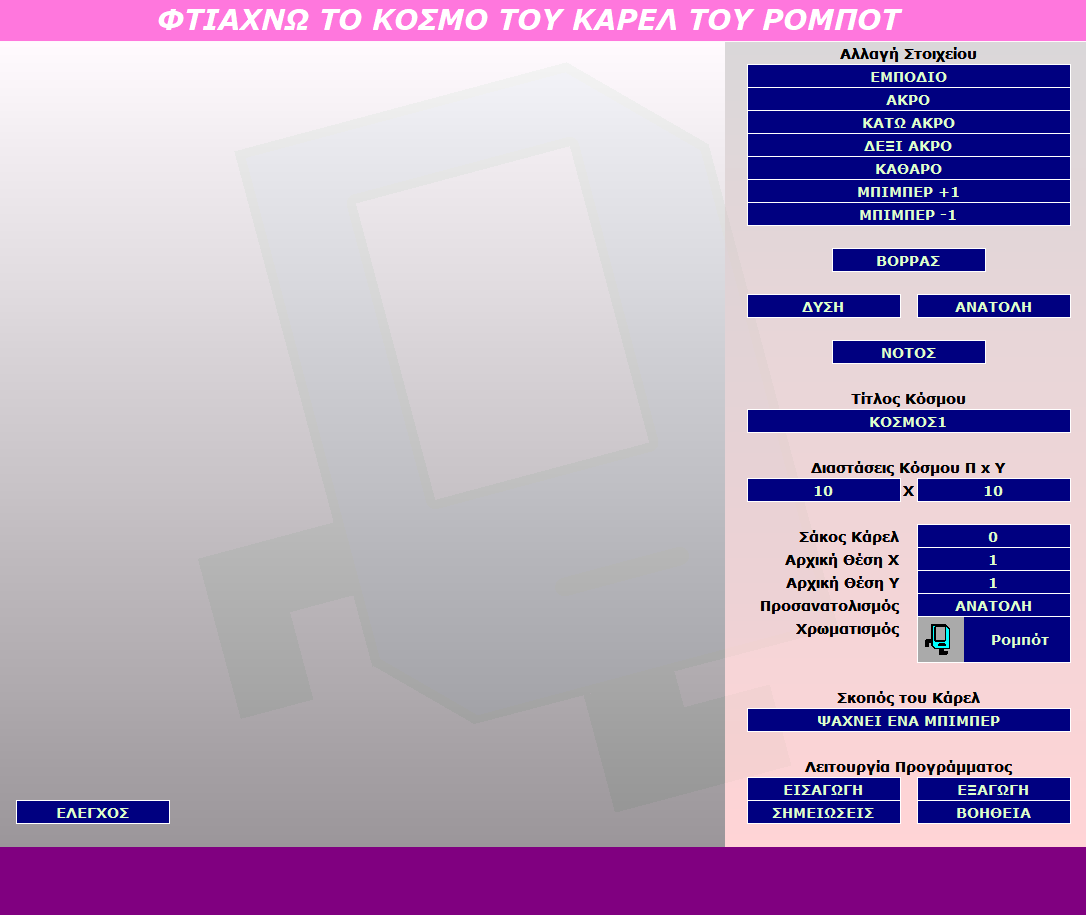 ΦΤΙΑΧΝΩ ΤΟ ΚΟΣΜΟ ΤΟΥ ΚΑΡΕΛ ΤΟΥ ΡΟΜΠΟΤ
Αλλαγή Στοιχείου
ΕΜΠΟΔΙΟ
ΑΚΡΟ
ΚΑΤΩ ΑΚΡΟ
ΔΕΞΙ ΑΚΡΟ
ΚΑΘΑΡΟ
ΜΠΙΜΠΕΡ +1
ΜΠΙΜΠΕΡ -1
ΒΟΡΡΑΣ
ΔΥΣΗ ΑΝΑΤΟΛΗ
ΝΟΤΟΣ
Τίτλος Κόσμου
ΚΟΣΜΟΣ1
Διαστάσεις Κόσμου Π x Υ
10 X 10
Σάκος Κάρελ 0
Αρχική Θέση Χ 1
Αρχική Θέση Υ 1
Προσανατολισμός ΑΝΑΤΟΛΗ
Χρωματισμός Ρομπότ
Σκοπός του Κάρελ
ΨΑΧΝΕΙ ΕΝΑ ΜΠΙΜΠΕΡ
Λειτουργία Προγράμματος
ΕΙΣΑΓΩΓΗ ΕΞΑΓΩΓΗ
ΕΛΕΓΧΟΣ ΣΗΜΕΙΩΣΕΙΣ ΒΟΗΘΕΙΑ